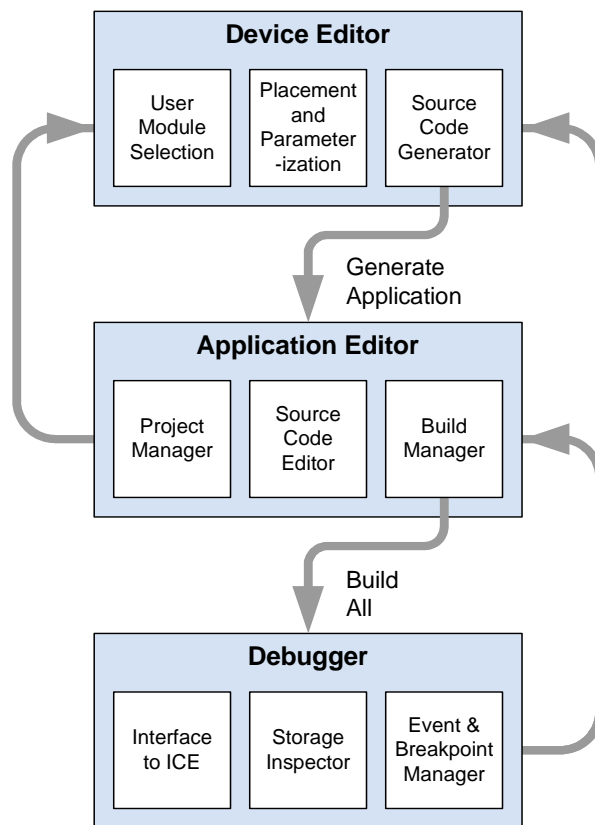 Device Editor
User
Module
Selection
Placement
and
Parameter
-ization
Source
Code
Generator
Generate
Application
Application Editor
Project
Manager
Source
Code
Editor
Build
Manager
Build
All
Debugger
Interface
to ICE
Storage
Inspector
Event &
Breakpoint
Manager